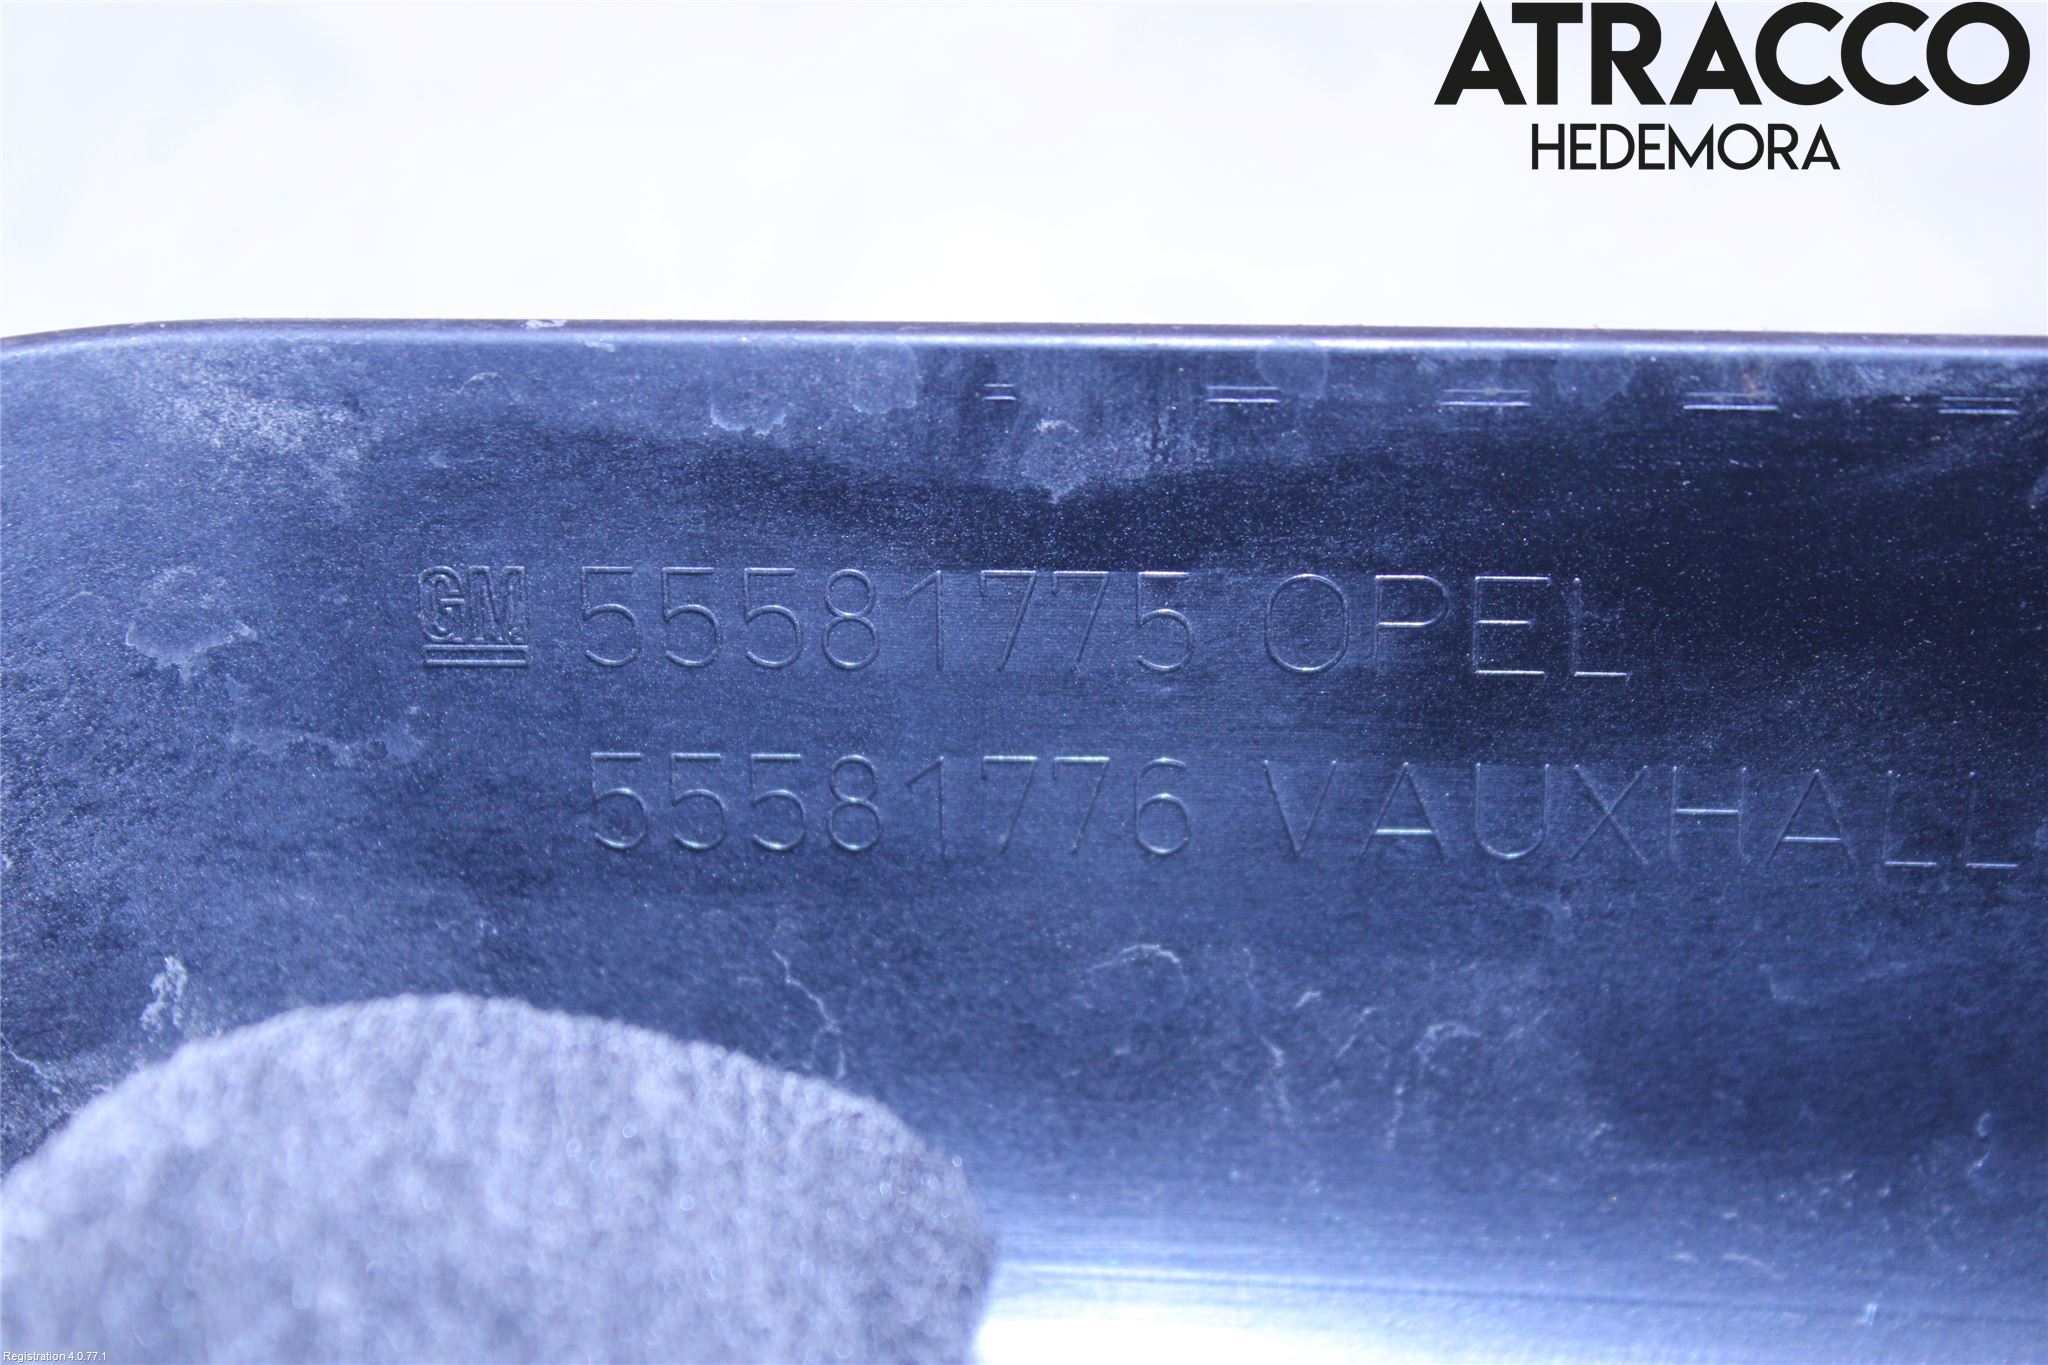 ATRACCO
HEDEMORA
GM 55581775 OPEL
55581776 VAUXHALL
Registration 4.0.77.1